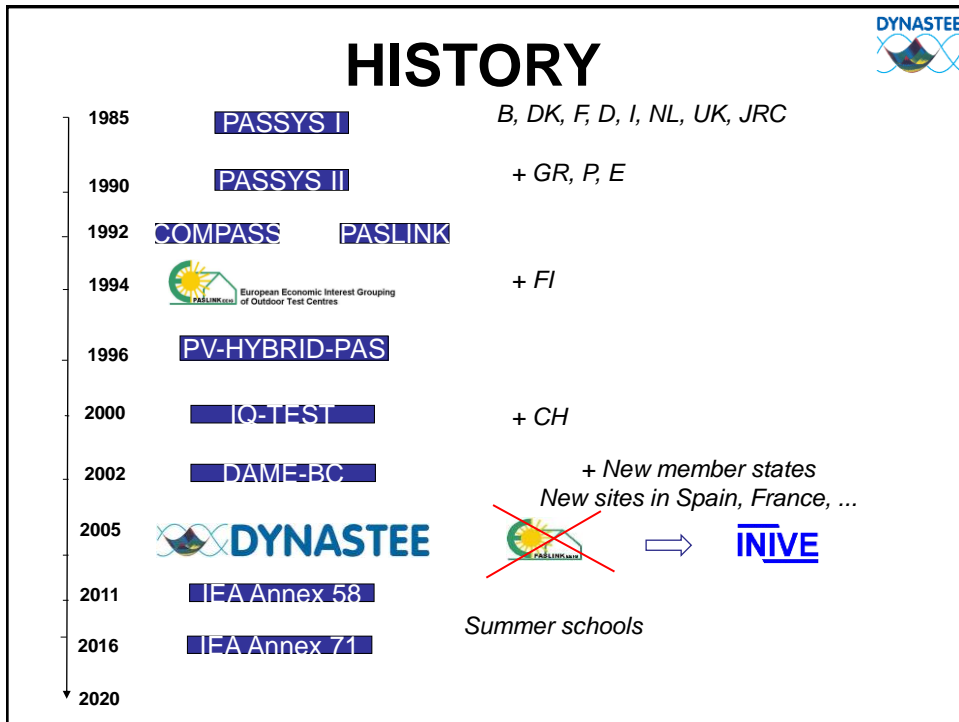 DYNASTEE
HISTORY
1985 PASSYS I B, DK, F, D, I, NL, UK, JRC
1990 PASSYS II + GR, P, E
1992 COMPASS PASLINK
1994 PASLINK EEIG European Economic Interest Grouping
of Outdoor Test Centres + FI
1996 PV-HYBRID-PAS
2000 IQ-TEST + CH
2002 DAME-BC + New member states
New sites in Spain, France, ...
2005 DYNASTEE PASLINK EEIG INIVE
2011 IEA Annex 58
Summer schools
2016 IEA Annex 71
2020